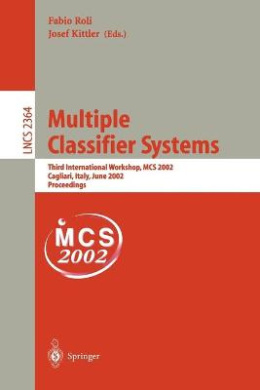 Fabio Roli
Josef Kittler (Eds.)
LNCS 2364
Multiple
Classifier Systems
Third International Workshop, MCS 2002
Cagliari, Italy, June 2002
Proceedings
MCS
2002
Springer